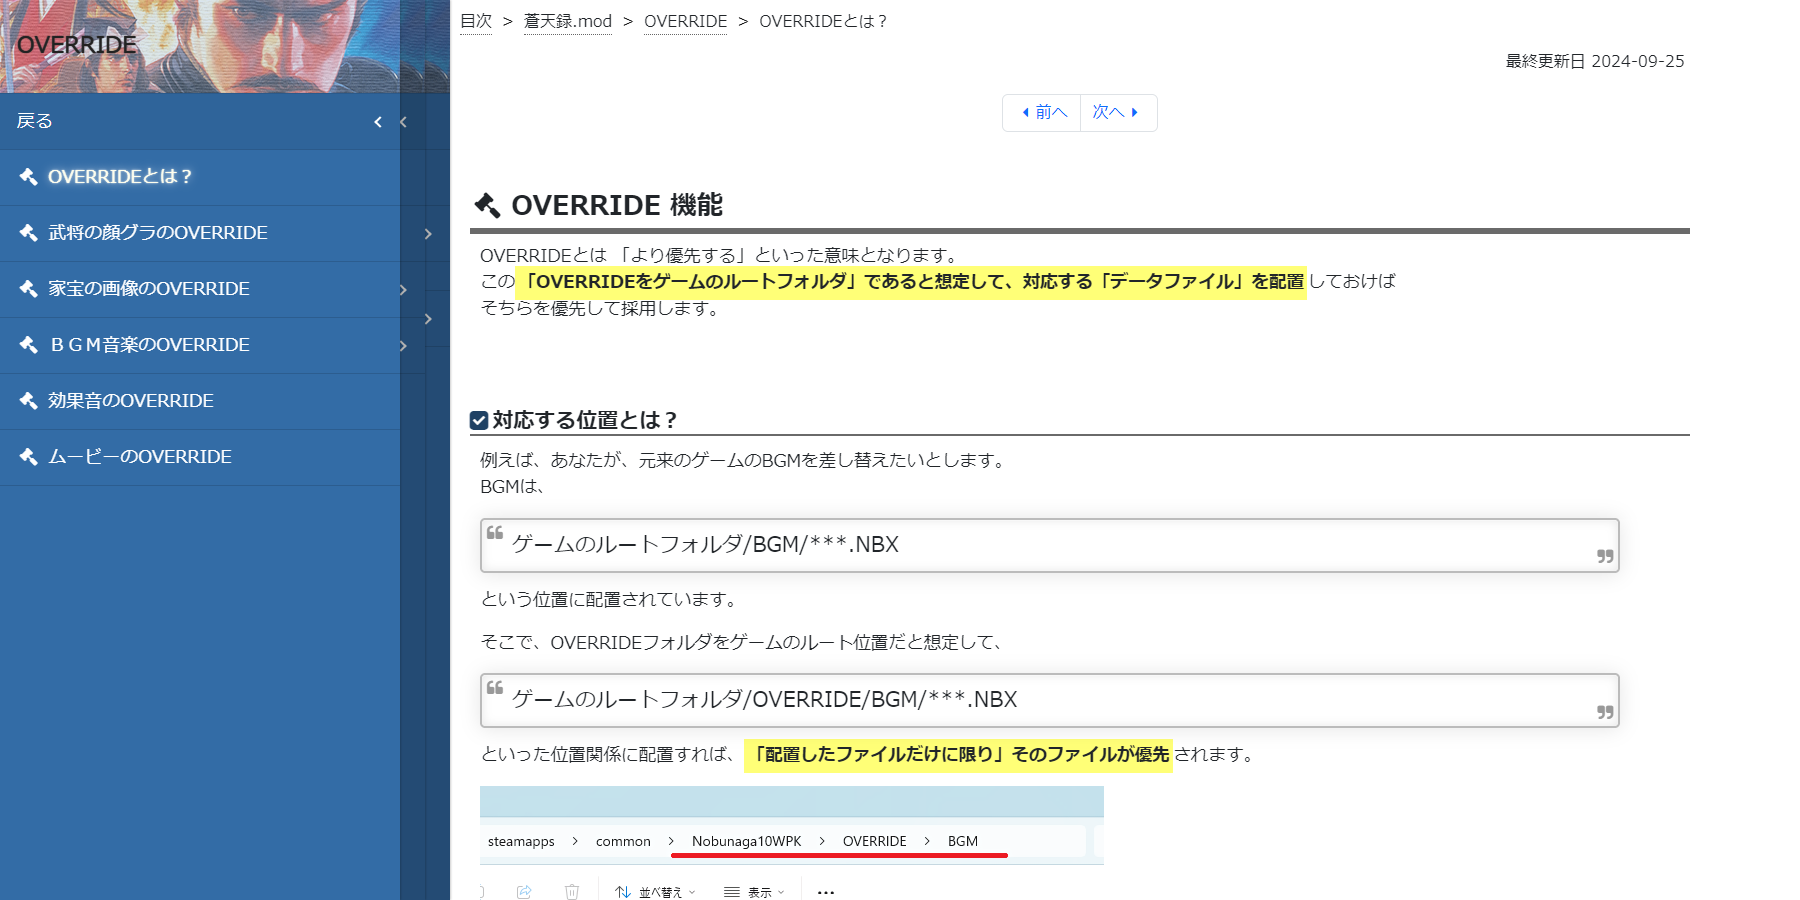 OVERRIDE
戻る
OVERRIDEとは？
武将の顔グラのOVERRIDE
家宝の画像のOVERRIDE
ＢＧＭ音楽のOVERRIDE
効果音のOVERRIDE
ムービーのOVERRIDE
目次 > 蒼天録.mod > OVERRIDE > OVERRIDEとは？
最終更新日 2024-09-25
前へ 次へ
OVERRIDE 機能
OVERRIDEとは 「より優先する」といった意味となります。
この「OVERRIDEをゲームのルートフォルダ」であると想定して、対応する「データファイル」を配置しておけば
そちらを優先して採用します。
対応する位置とは？
例えば、あなたが、元来のゲームのBGMを差し替えたいとします。
BGMは、
ゲームのルートフォルダ/BGM/***.NBX
という位置に配置されています。
そこで、OVERRIDEフォルダをゲームのルート位置だと想定して、
ゲームのルートフォルダ/OVERRIDE/BGM/***.NBX
といった位置関係に配置すれば、「配置したファイルだけに限り」そのファイルが優先されます。
steamapps > common > Nobunaga10WPK > OVERRIDE > BGM
並べ替え 表示 ...